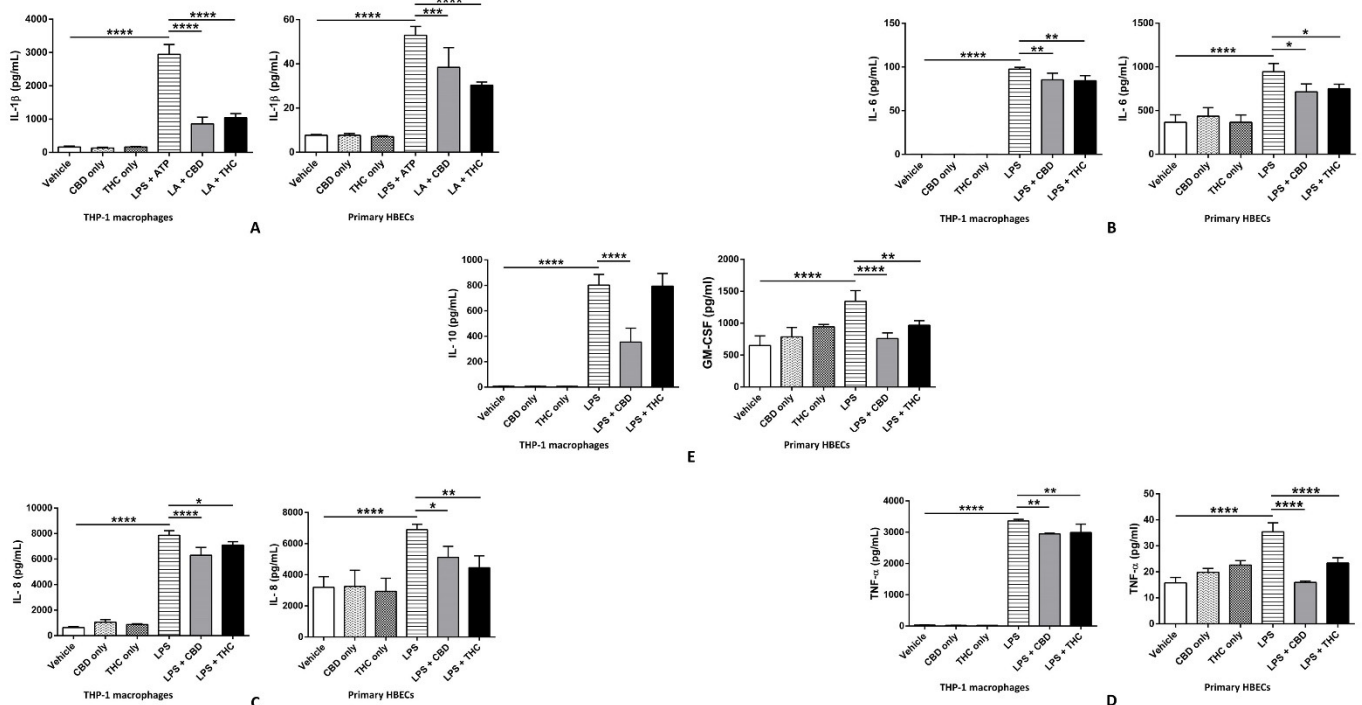 **** ****
****
****
IL-1β (pg/mL)
4000
3000
2000
1000
0
Vehicle
CBD only
THC only
LPS + ATP
LA + CBD
LA + THC
THP-1 macrophages
****
****
***
IL-1β (pg/mL)
60
40
20
0
Vehicle
CBD only
THC only
LPS + ATP
LA + CBD
LA + THC
Primary HBECs
A
**
****
**
IL- 6 (pg/mL)
150
100
50
0
Vehicle
CBD only
THC only
LPS
LPS + CBD
LPS + THC
THP-1 macrophages
*
****
*
IL- 6 (pg/mL)
1500
1000
500
0
Vehicle
CBD only
THC only
LPS
LPS + CBD
LPS + THC
Primary HBECs
B
**** ****
IL- 10 (pg/mL)
1000
800
600
400
200
0
Vehicle
CBD only
THC only
LPS
LPS + CBD
LPS + THC
THP-1 macrophages
**
****
****
GM-CSF (pg/ml)
2000
1500
1000
500
0
Vehicle
CBD only
THC only
LPS
LPS + CBD
LPS + THC
Primary HBECs
E
*
****
****
IL- 8 (pg/mL)
10000
8000
6000
4000
2000
0
Vehicle
CBD only
THC only
LPS
LPS + CBD
LPS + THC
THP-1 macrophages
**
****
*
IL- 8 (pg/mL)
8000
6000
4000
2000
0
Vehicle
CBD only
THC only
LPS
LPS + CBD
LPS + THC
Primary HBECs
C
**
****
**
TNF-α (pg/mL)
4000
3000
2000
1000
0
Vehicle
CBD only
THC only
LPS
LPS + CBD
LPS + THC
THP-1 macrophages
****
****
****
TNF-α (pg/ml)
50
40
30
20
10
0
Vehicle
CBD only
THC only
LPS
LPS + CBD
LPS + THC
Primary HBECs
D